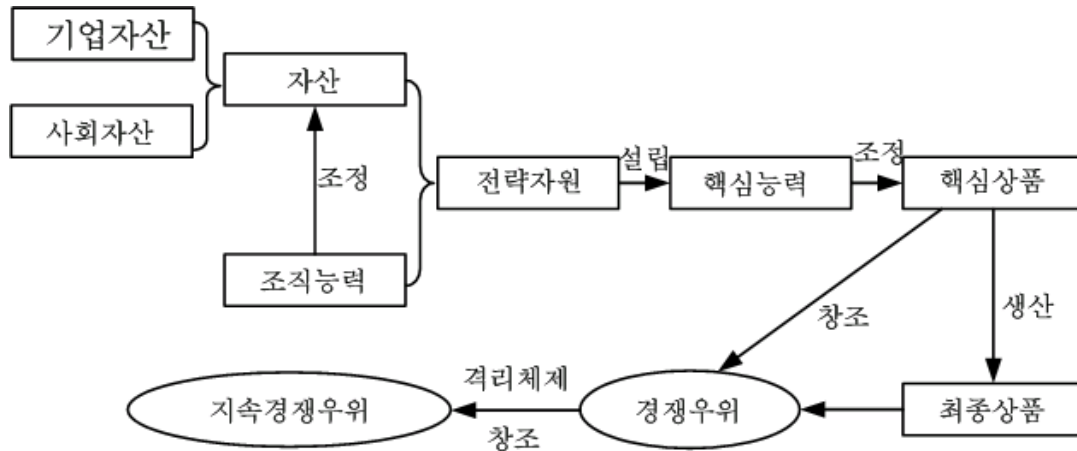 기업자산
사회자산
자산
조정
조직능력
전략자원
설립
핵심능력
조정
핵심상품
창조
생산
최종상품
경쟁우위
격리체제
창조
지속경쟁우위